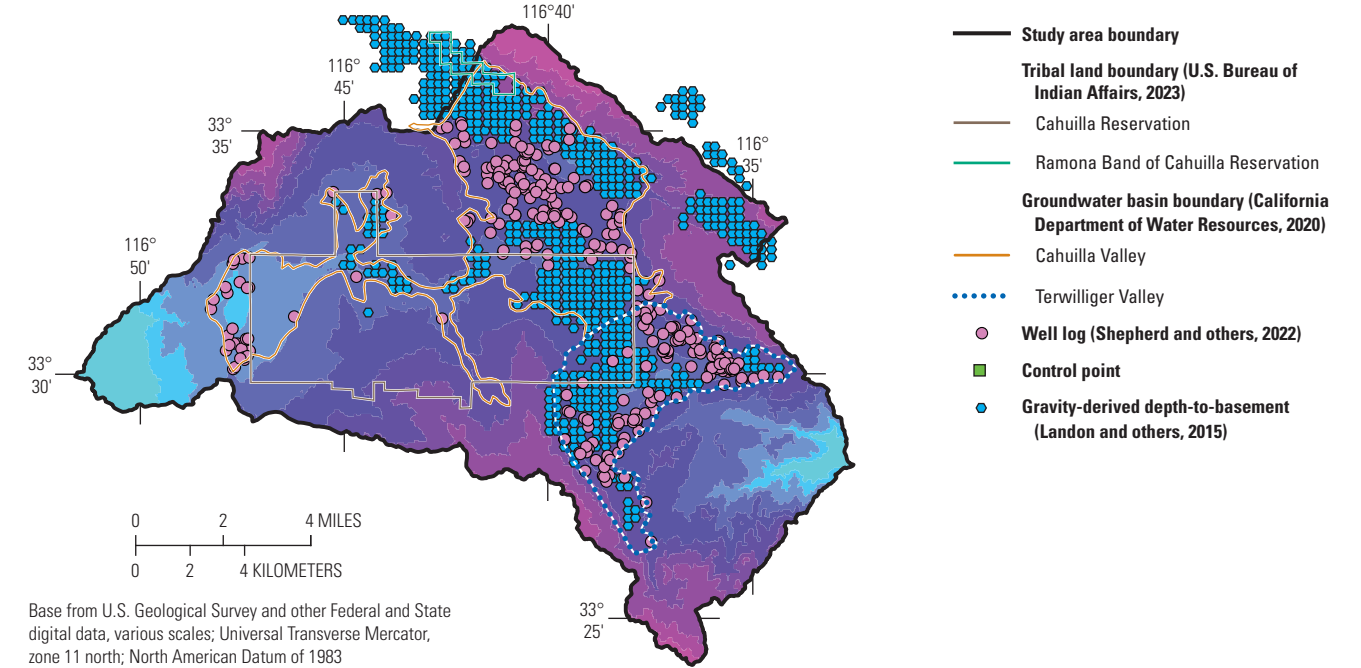 116°40'
116°
45'
33°
35'
116°
35'
116°
50'
33°
30'
33°
25'
0 2 4 MILES
0 2 4 KILOMETERS
Base from U.S. Geological Survey and other Federal and State
digital data, various scales; Universal Transverse Mercator,
zone 11 north; North American Datum of 1983
Study area boundary
Tribal land boundary (U.S. Bureau of
Indian Affairs, 2023)
Cahuilla Reservation
Ramona Band of Cahuilla Reservation
Groundwater basin boundary (California
Department of Water Resources, 2020)
Cahuilla Valley
Terwilliger Valley
Well log (Shepherd and others, 2022)
Control point
Gravity-derived depth-to-basement
(Landon and others, 2015)